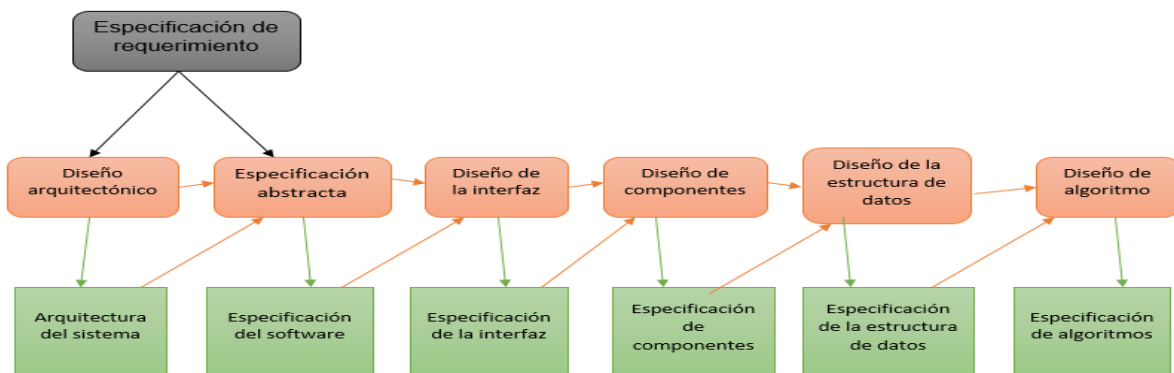 Especificación de
requerimiento
Diseño
arquitectónico
Especificación
abstracta
Diseño de
la interfaz
Diseño de
componentes
Diseño de la
estructura de
datos
Diseño de
algoritmo
Arquitectura
del sistema
Especificación
del software
Especificación
de la interfaz
Especificación
de
componentes
Especificación
de la estructura
de datos
Especificación
de algoritmos